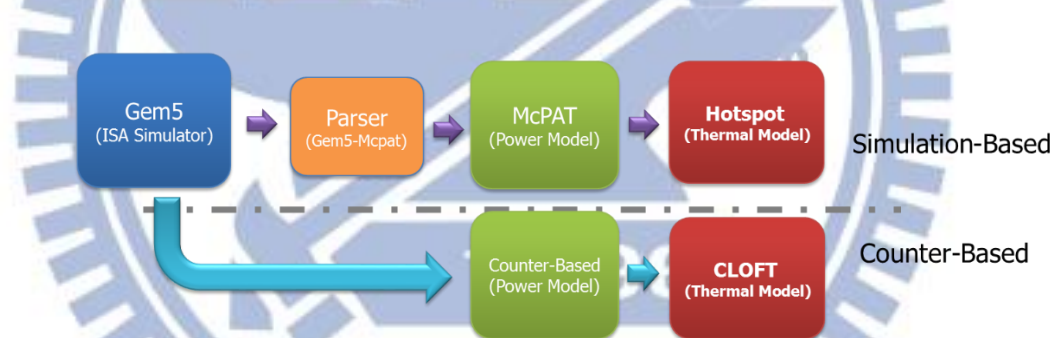 Gem5
(ISA Simulator)
Parser
(Gem5-Mcpat)
McPAT
(Power Model)
Hotspot
(Thermal Model)
Simulation-Based
Counter-Based
(Power Model)
CLOFT
(Thermal Model)
Counter-Based